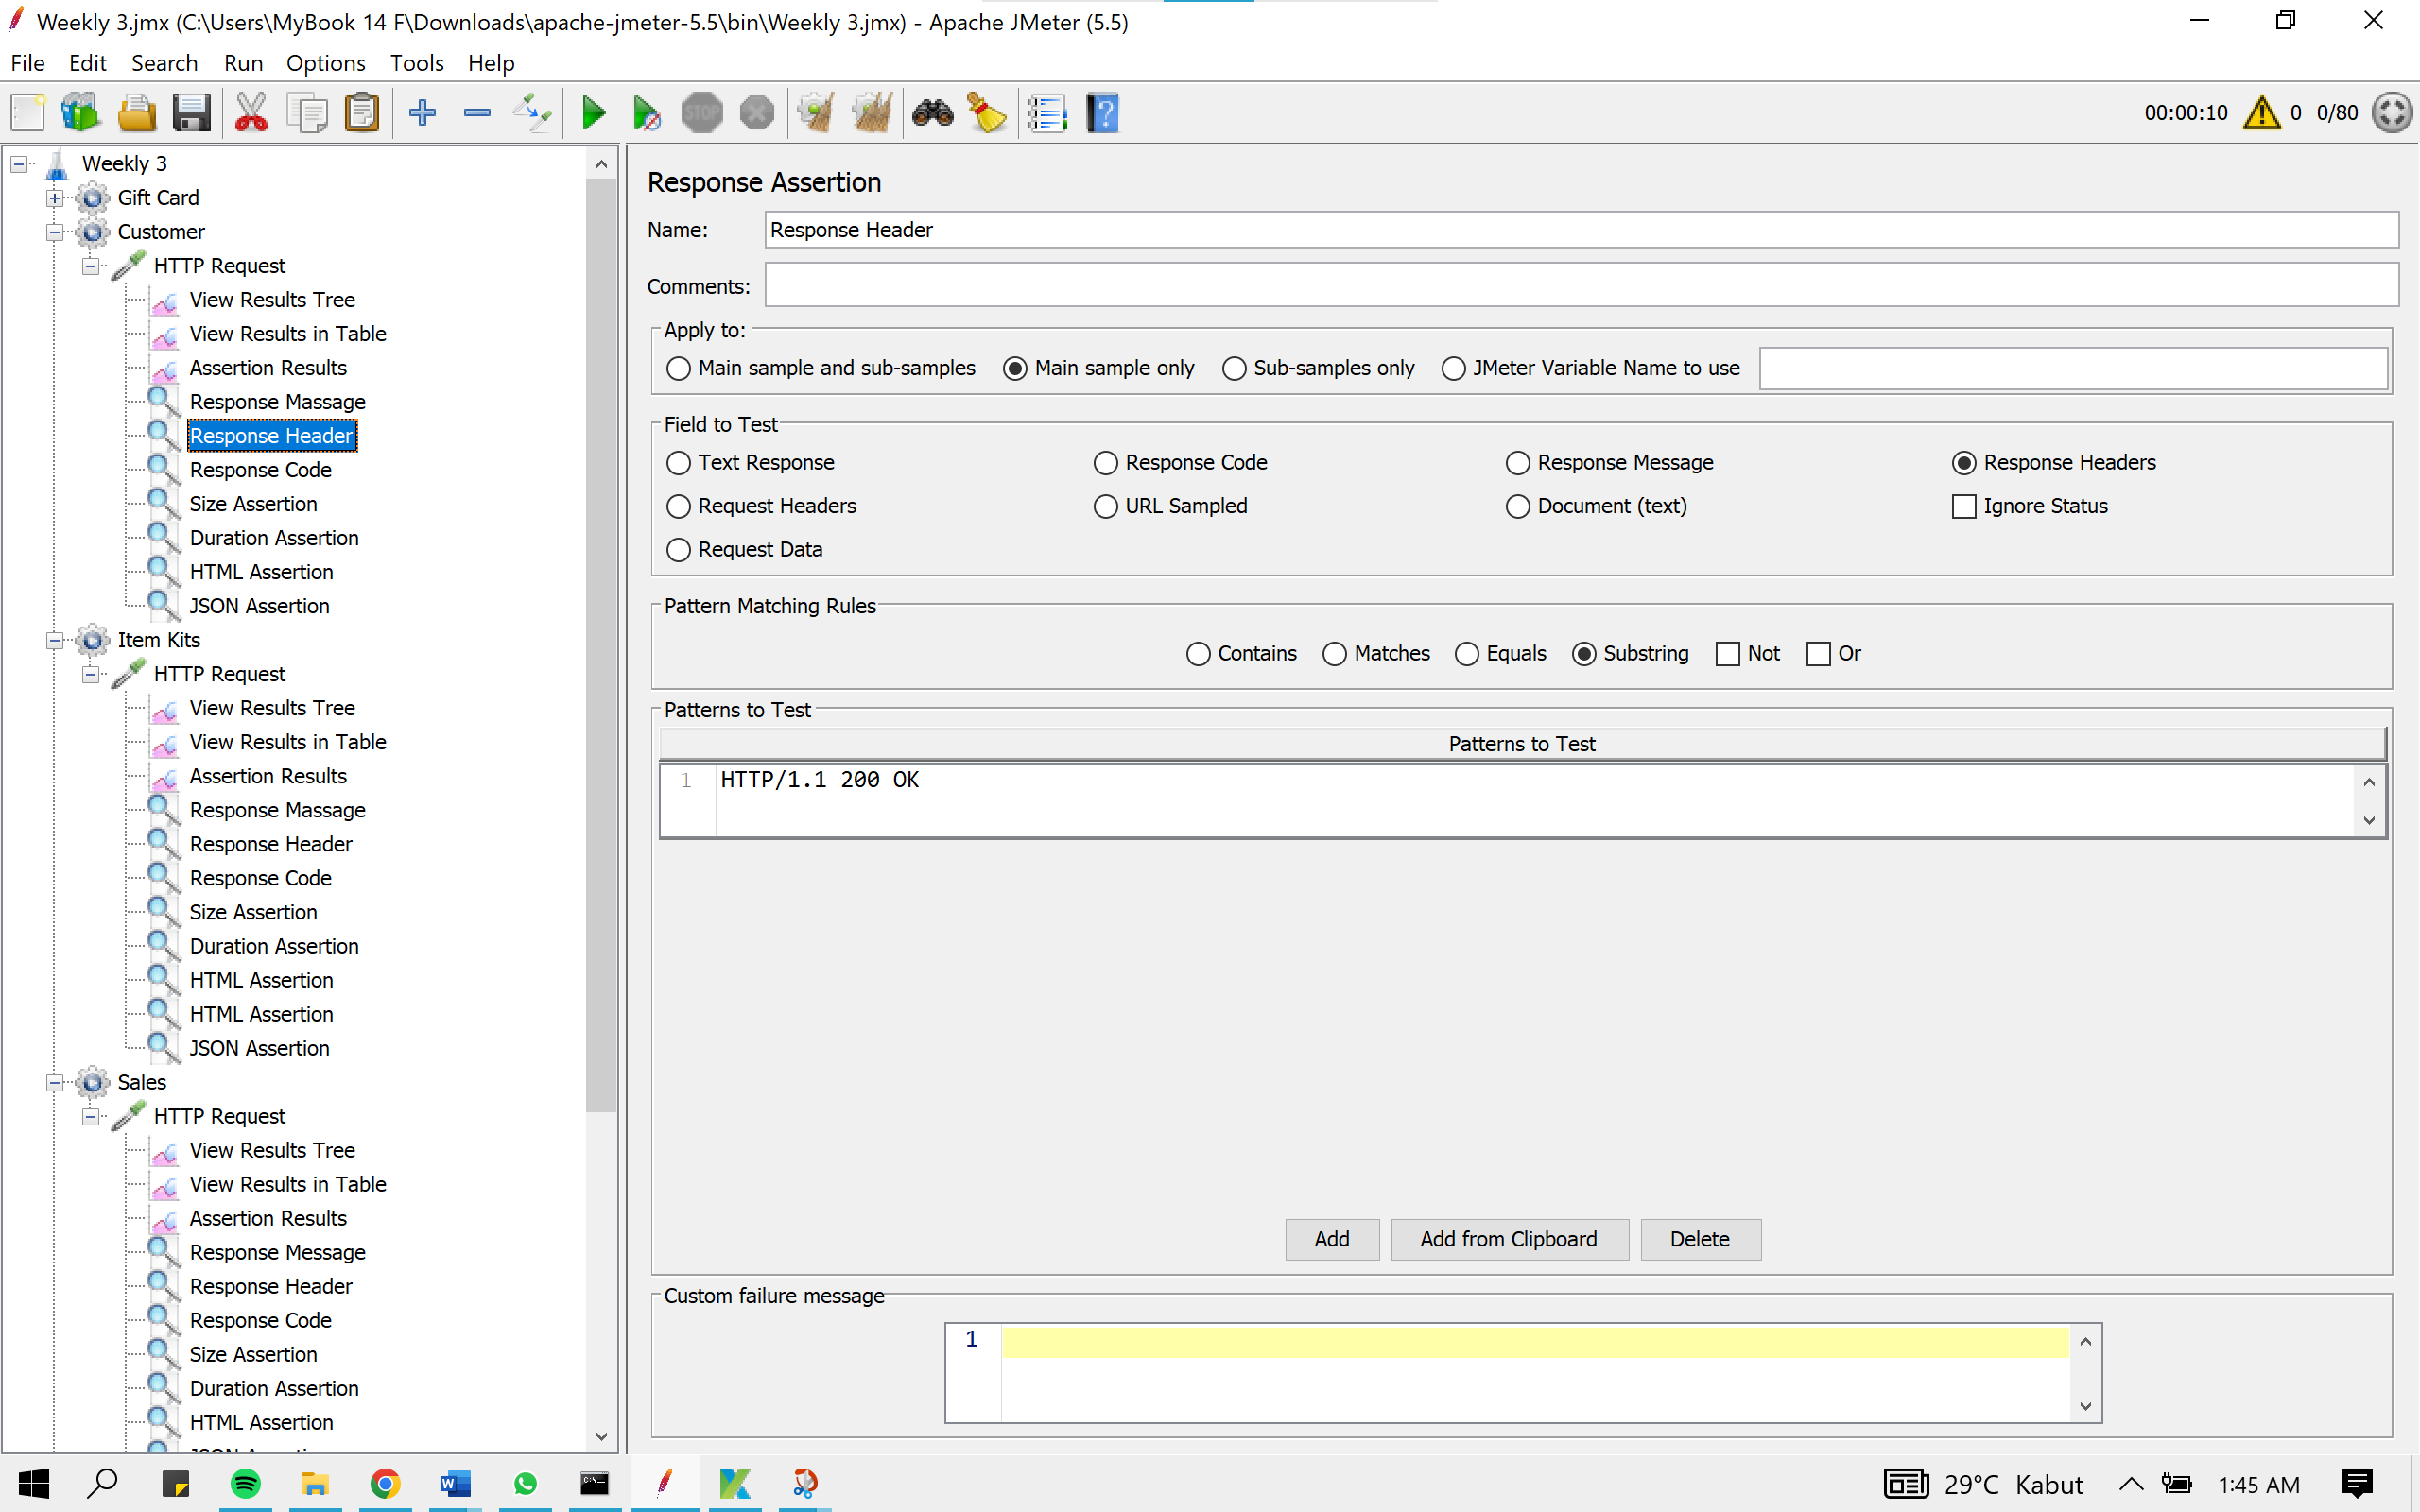 Weekly 3.jmx (C:\Users\MyBook 14 F\Downloads\apache-jmeter-5.5\bin\Weekly 3.jmx) - Apache JMeter (5.5)
File Edit Search Run Options Tools Help
STOP
00:00:10 0 0/80
Weekly 3
Gift Card
Customer
HTTP Request
View Results Tree
View Results in Table
Assertion Results
Response Massage
Response Header
Response Code
Size Assertion
Duration Assertion
HTML Assertion
JSON Assertion
Item Kits
HTTP Request
View Results Tree
View Results in Table
Assertion Results
Response Massage
Response Header
Response Code
Size Assertion
Duration Assertion
HTML Assertion
HTML Assertion
JSON Assertion
Sales
HTTP Request
View Results Tree
View Results in Table
Assertion Results
Response Message
Response Header
Response Code
Size Assertion
Duration Assertion
HTML Assertion
Response Assertion
Name: Response Header
Comments:
Apply to:
Main sample and sub-samples Main sample only Sub-samples only JMeter Variable Name to use
Field to Test
Text Response Response Code Response Message Response Headers
Request Headers URL Sampled Document (text) Ignore Status
Request Data
Pattern Matching Rules
Contains Matches Equals Substring Not Or
Patterns to Test
Patterns to Test
1 HTTP/1.1 200 OK
Add Add from Clipboard Delete
Custom failure message
1
29°C Kabut 1:45 AM